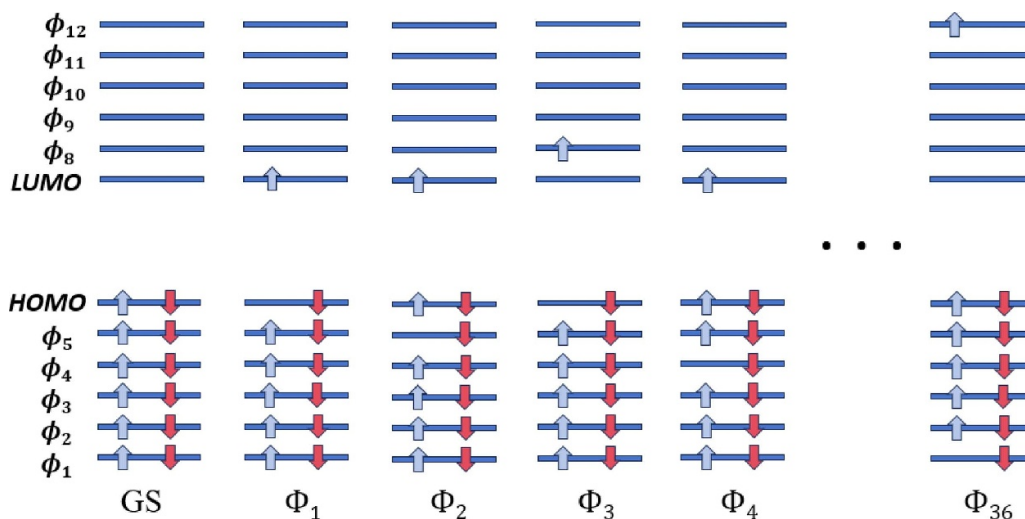 ϕ₁₂
ϕ₁₁
ϕ₁₀
ϕ₉
ϕ₈
LUMO
. . .
HOMO
ϕ₅
ϕ₄
ϕ₃
ϕ₂
ϕ₁
GS Φ₁ Φ₂ Φ₃ Φ₄ Φ₃₆